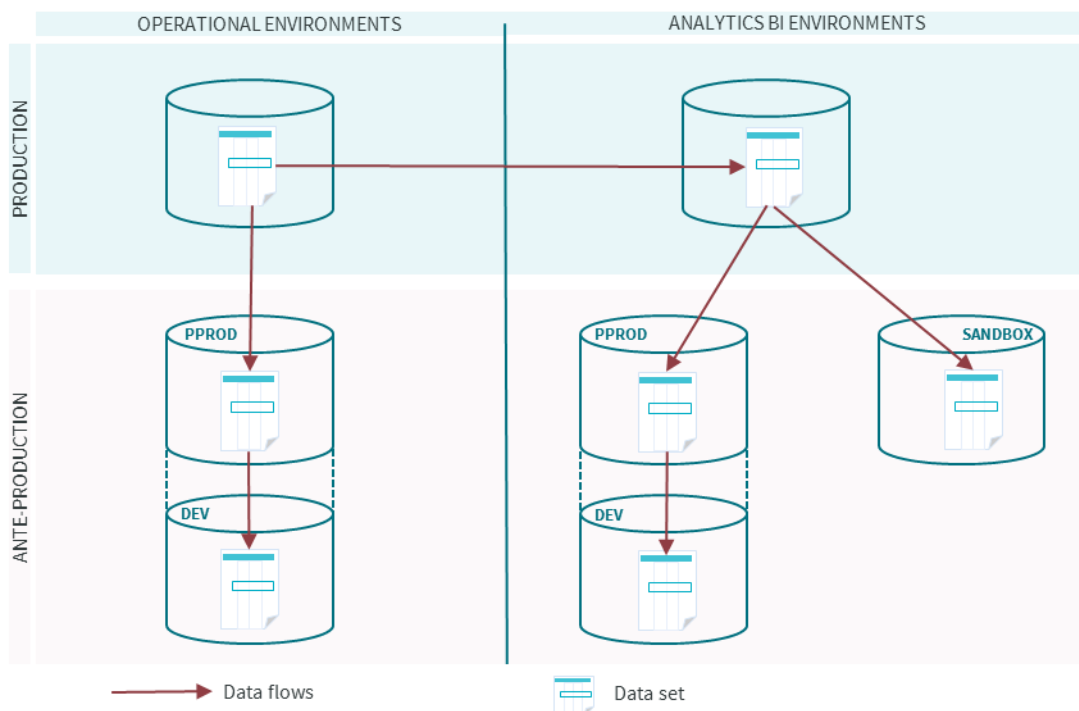 OPERATIONAL ENVIRONMENTS
ANALYTICS BI ENVIRONMENTS
PRODUCTION
ANTE-PRODUCTION
PPROD
PPROD
SANDBOX
DEV
DEV
Data flows
Data set